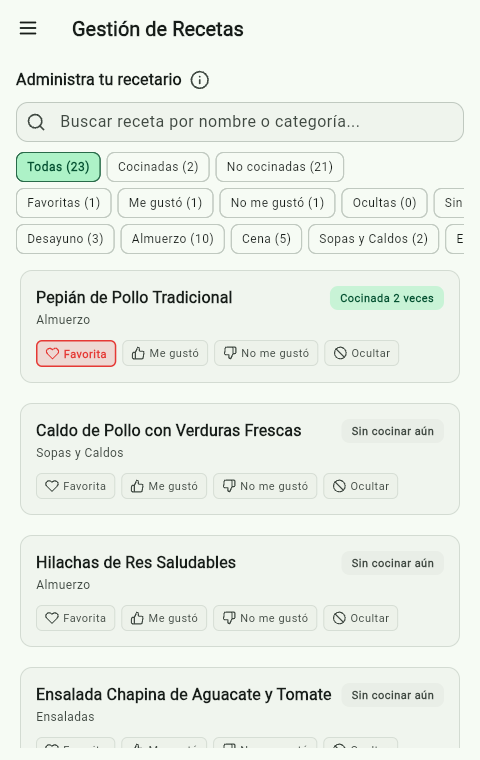 Gestión de Recetas
Administra tu recetario
Buscar receta por nombre o categoría...
Todas (23) Cocinadas (2) No cocinadas (21)
Favoritas (1) Me gustó (1) No me gustó (1) Ocultas (0) Sin
Desayuno (3) Almuerzo (10) Cena (5) Sopas y Caldos (2) E
Pepián de Pollo Tradicional Cocinada 2 veces
Almuerzo
Favorita Me gustó No me gustó Ocultar
Caldo de Pollo con Verduras Frescas Sin cocinar aún
Sopas y Caldos
Favorita Me gustó No me gustó Ocultar
Hilachas de Res Saludables Sin cocinar aún
Almuerzo
Favorita Me gustó No me gustó Ocultar
Ensalada Chapina de Aguacate y Tomate Sin cocinar aún
Ensaladas